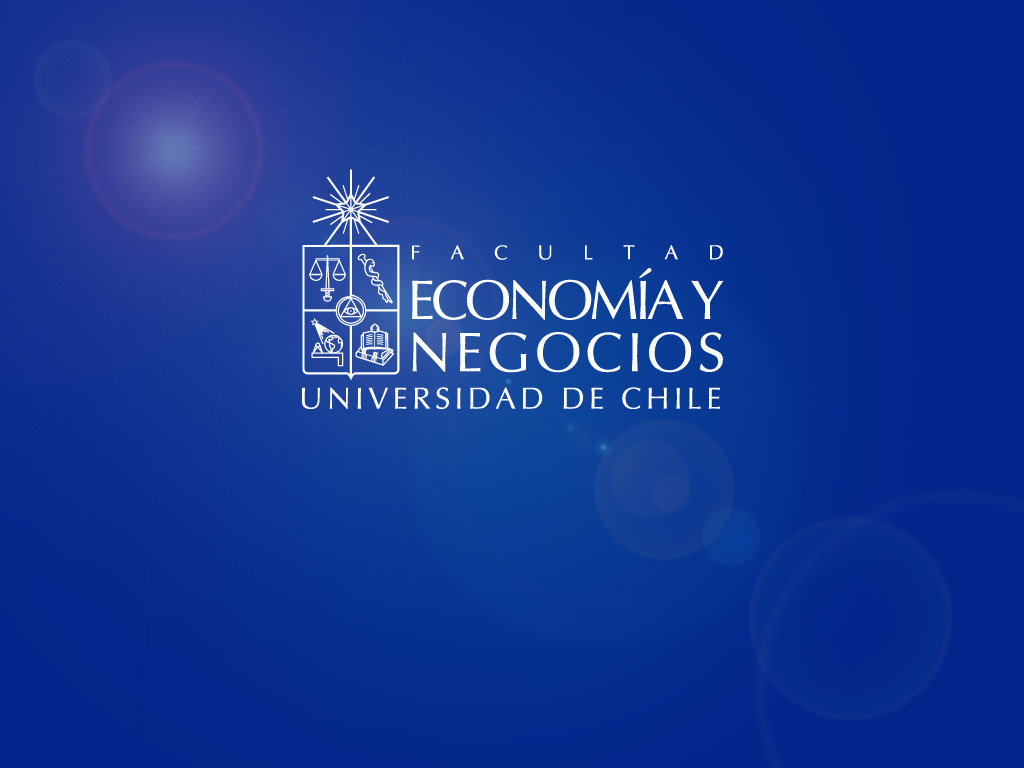 FACULTAD
ECONOMÍA Y
NEGOCIOS
UNIVERSIDAD DE CHILE